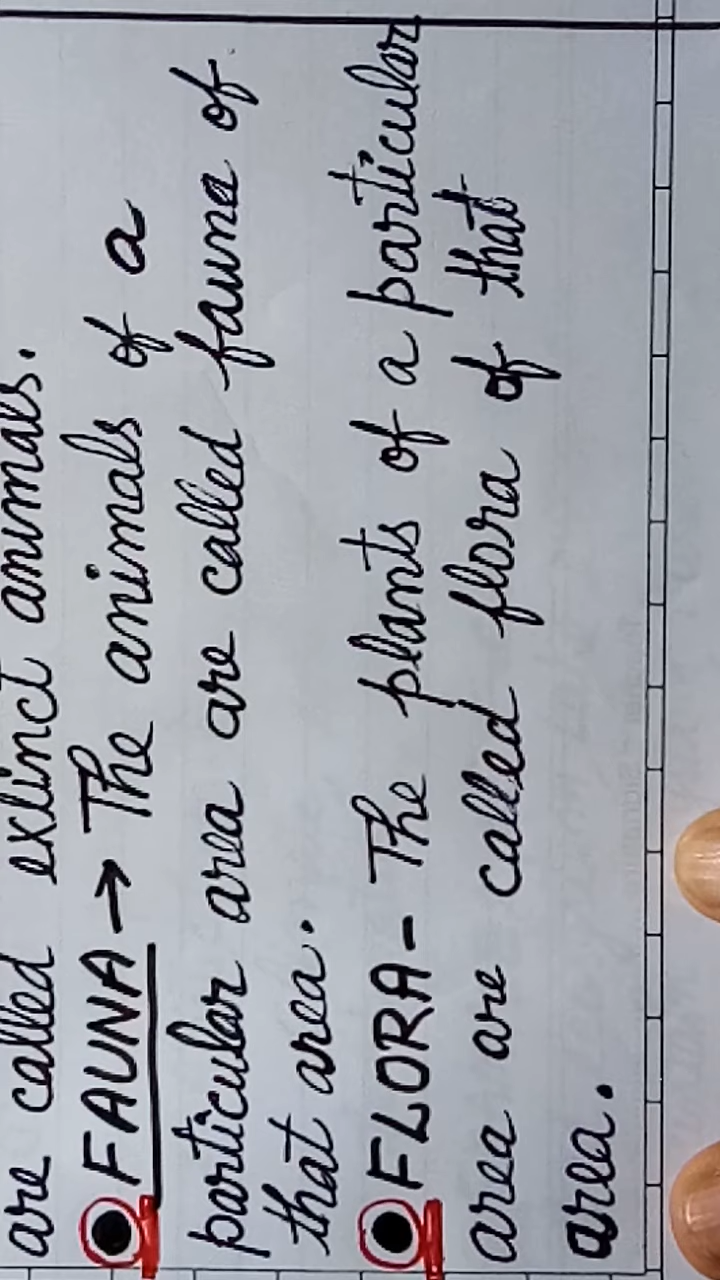 are called extinct animals.
FAUNA → The animals of a
particular area are called fauna of
that area.
FLORA - The plants of a particular
area are called flora of that
area.